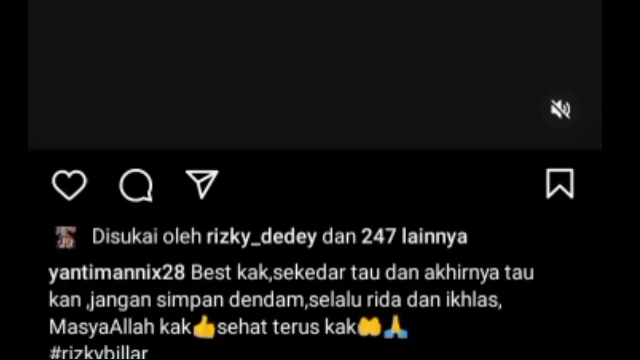 Disukai oleh rizky_dedey dan 247 lainnya
yantimannix28 Best kak,sekedar tau dan akhirnya tau
kan ,jangan simpan dendam,selalu rida dan ikhlas,
MasyaAllah kak👍sehat terus kak🤲🙏
#rizkybillar